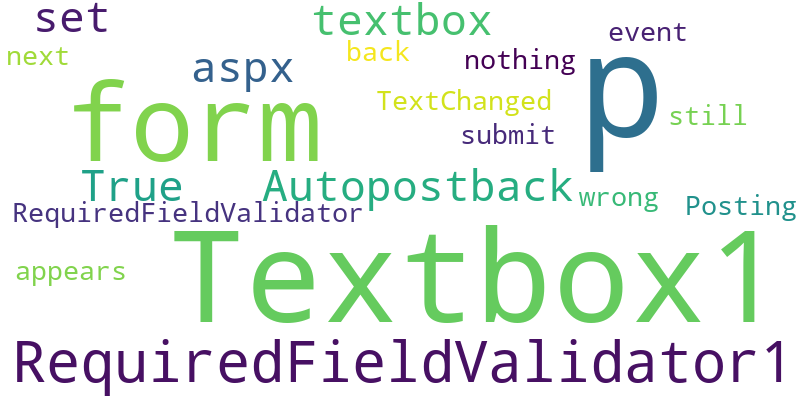 set
textbox
event
next
aspx
back
nothing
p
form
TextChanged
submit
still
True
Autopostback
wrong
Posting
RequiredFieldValidator
appears
Textbox1
RequiredFieldValidator1